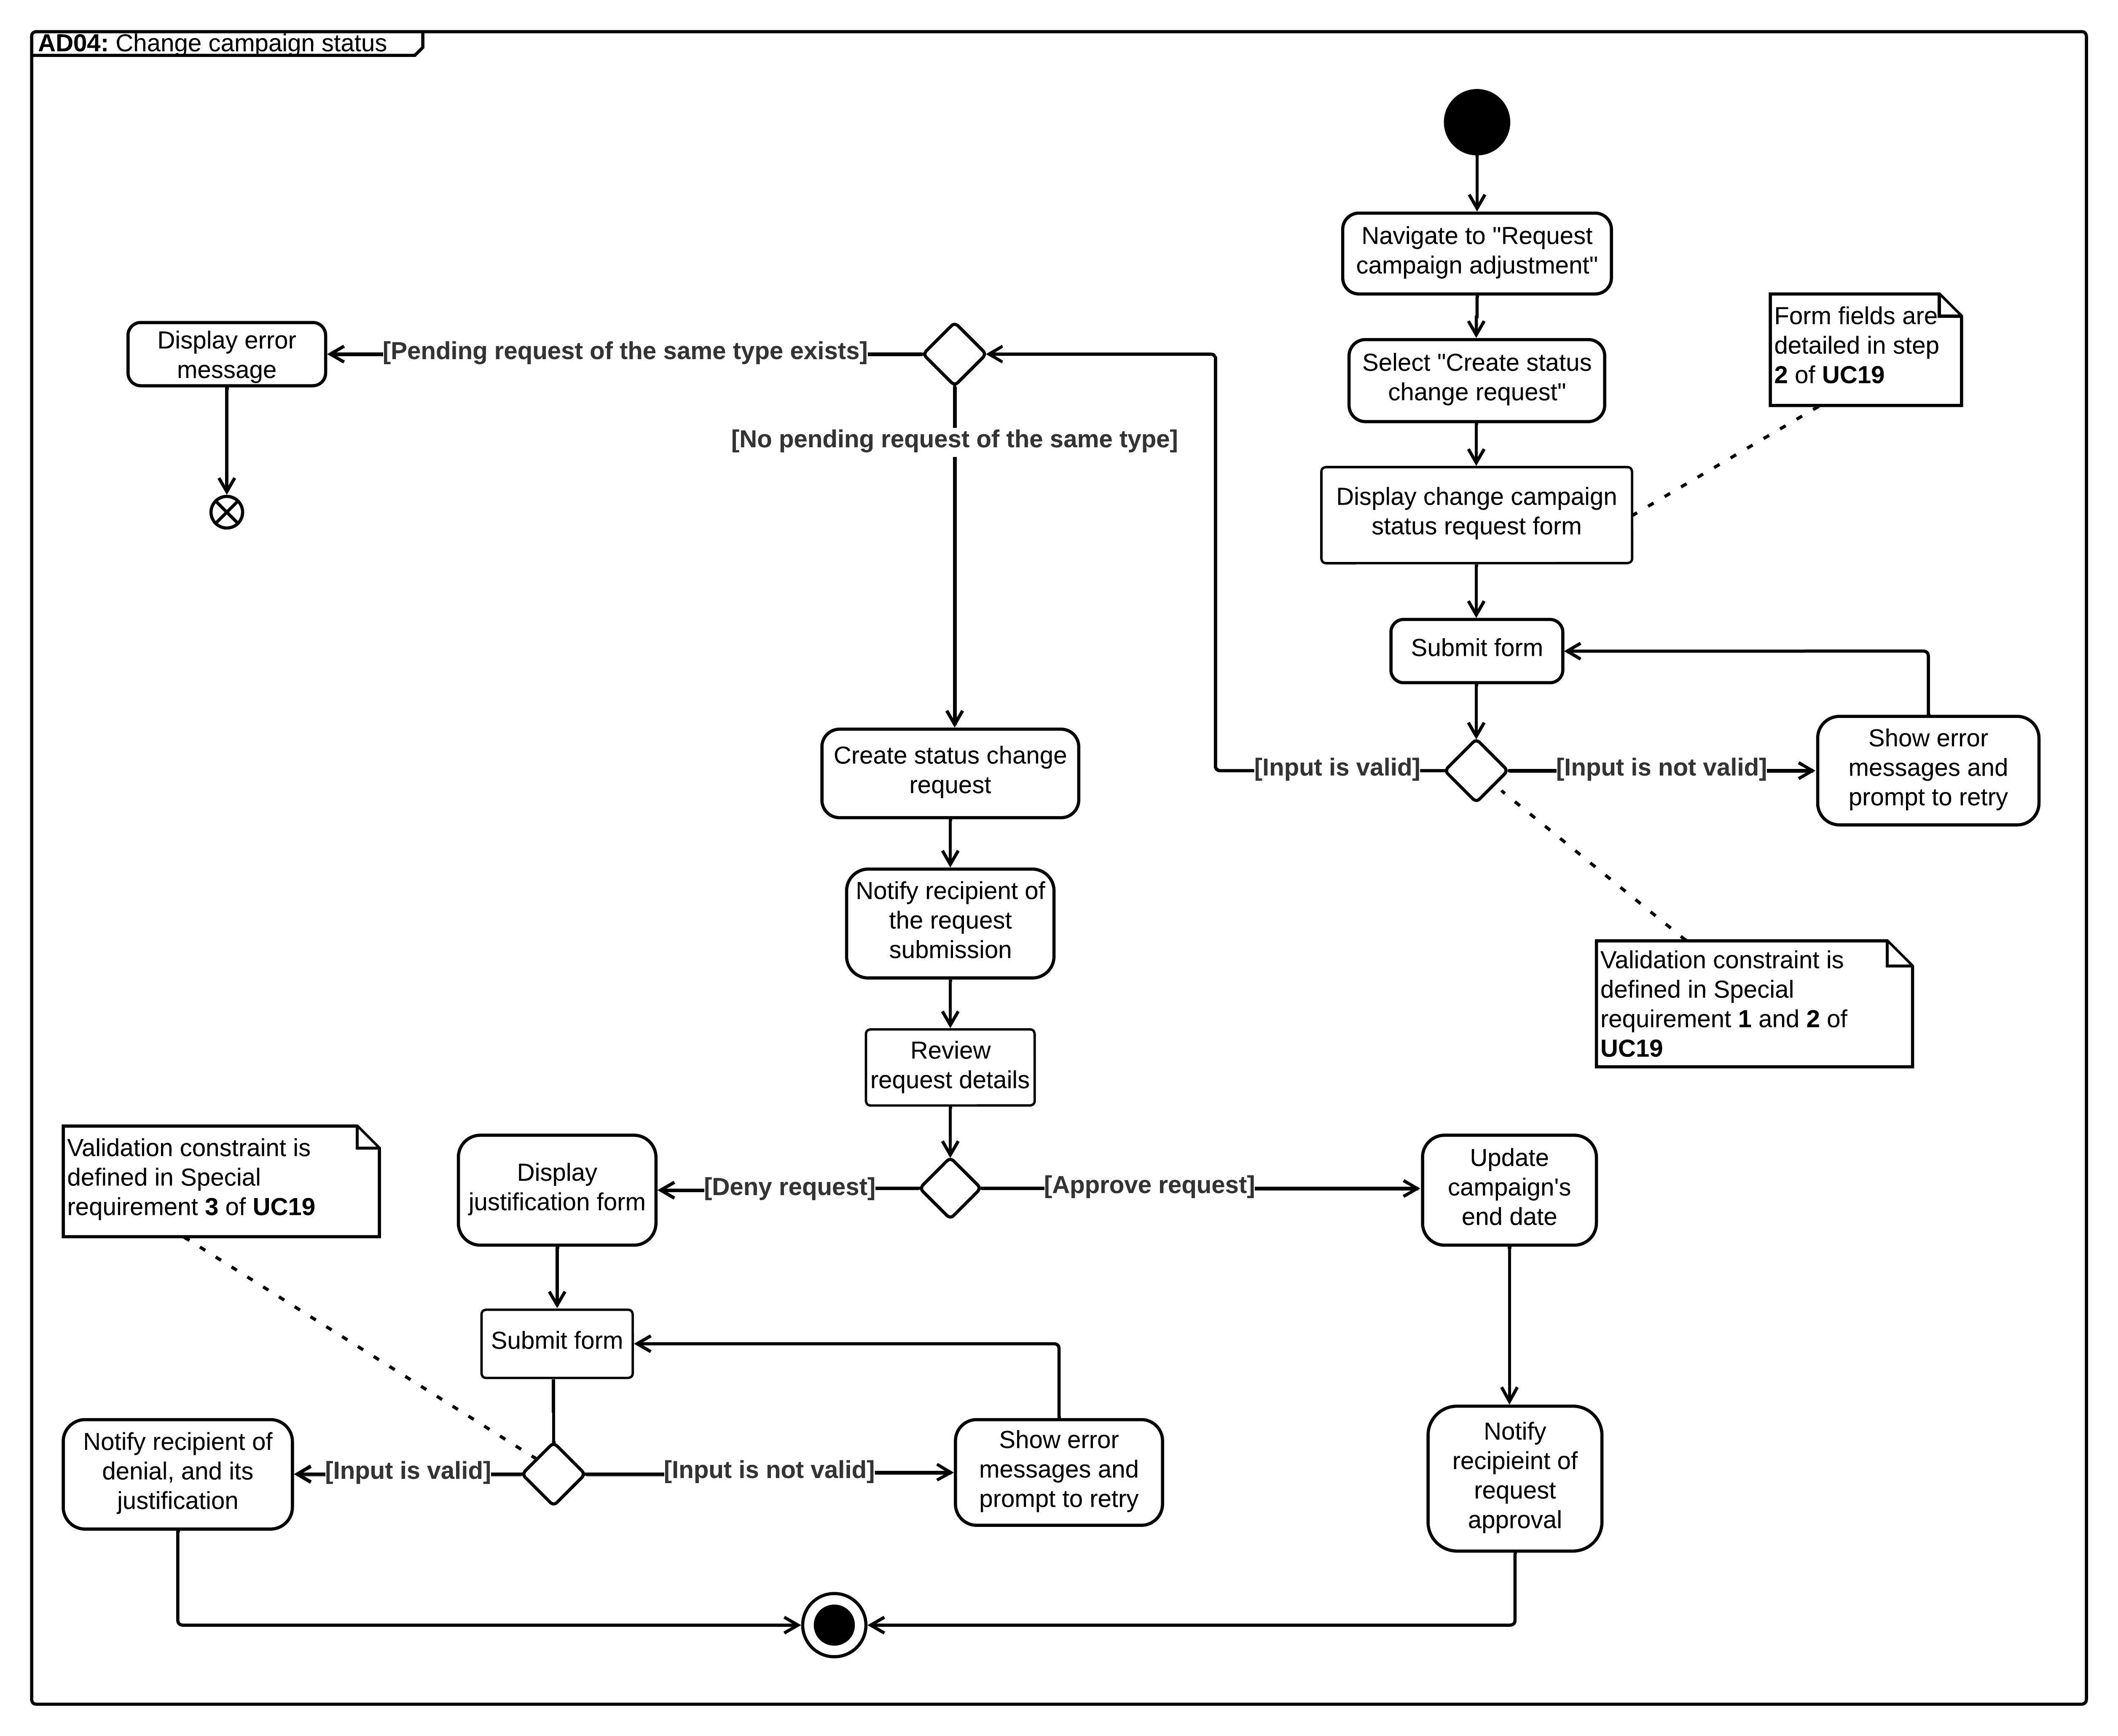 AD04: Change campaign status
Navigate to "Request
campaign adjustment"
Select "Create status
change request"
Form fields are
detailed in step
2 of UC19
Display change campaign
status request form
Submit form
[Input is valid]
[Input is not valid]
Show error
messages and
prompt to retry
Validation constraint is
defined in Special
requirement 1 and 2 of
UC19
[Pending request of the same type exists]
Display error
message
[No pending request of the same type]
Create status change
request
Notify recipient of
the request
submission
Review
request details
[Deny request]
[Approve request]
Display
justification form
Update
campaign's
end date
Validation constraint is
defined in Special
requirement 3 of UC19
Submit form
[Input is valid]
[Input is not valid]
Notify recipient of
denial, and its
justification
Show error
messages and
prompt to retry
Notify
recipieint of
request
approval